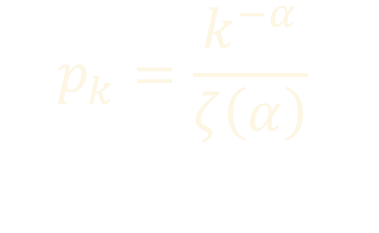 p_k = k^{-α} / ζ(α)